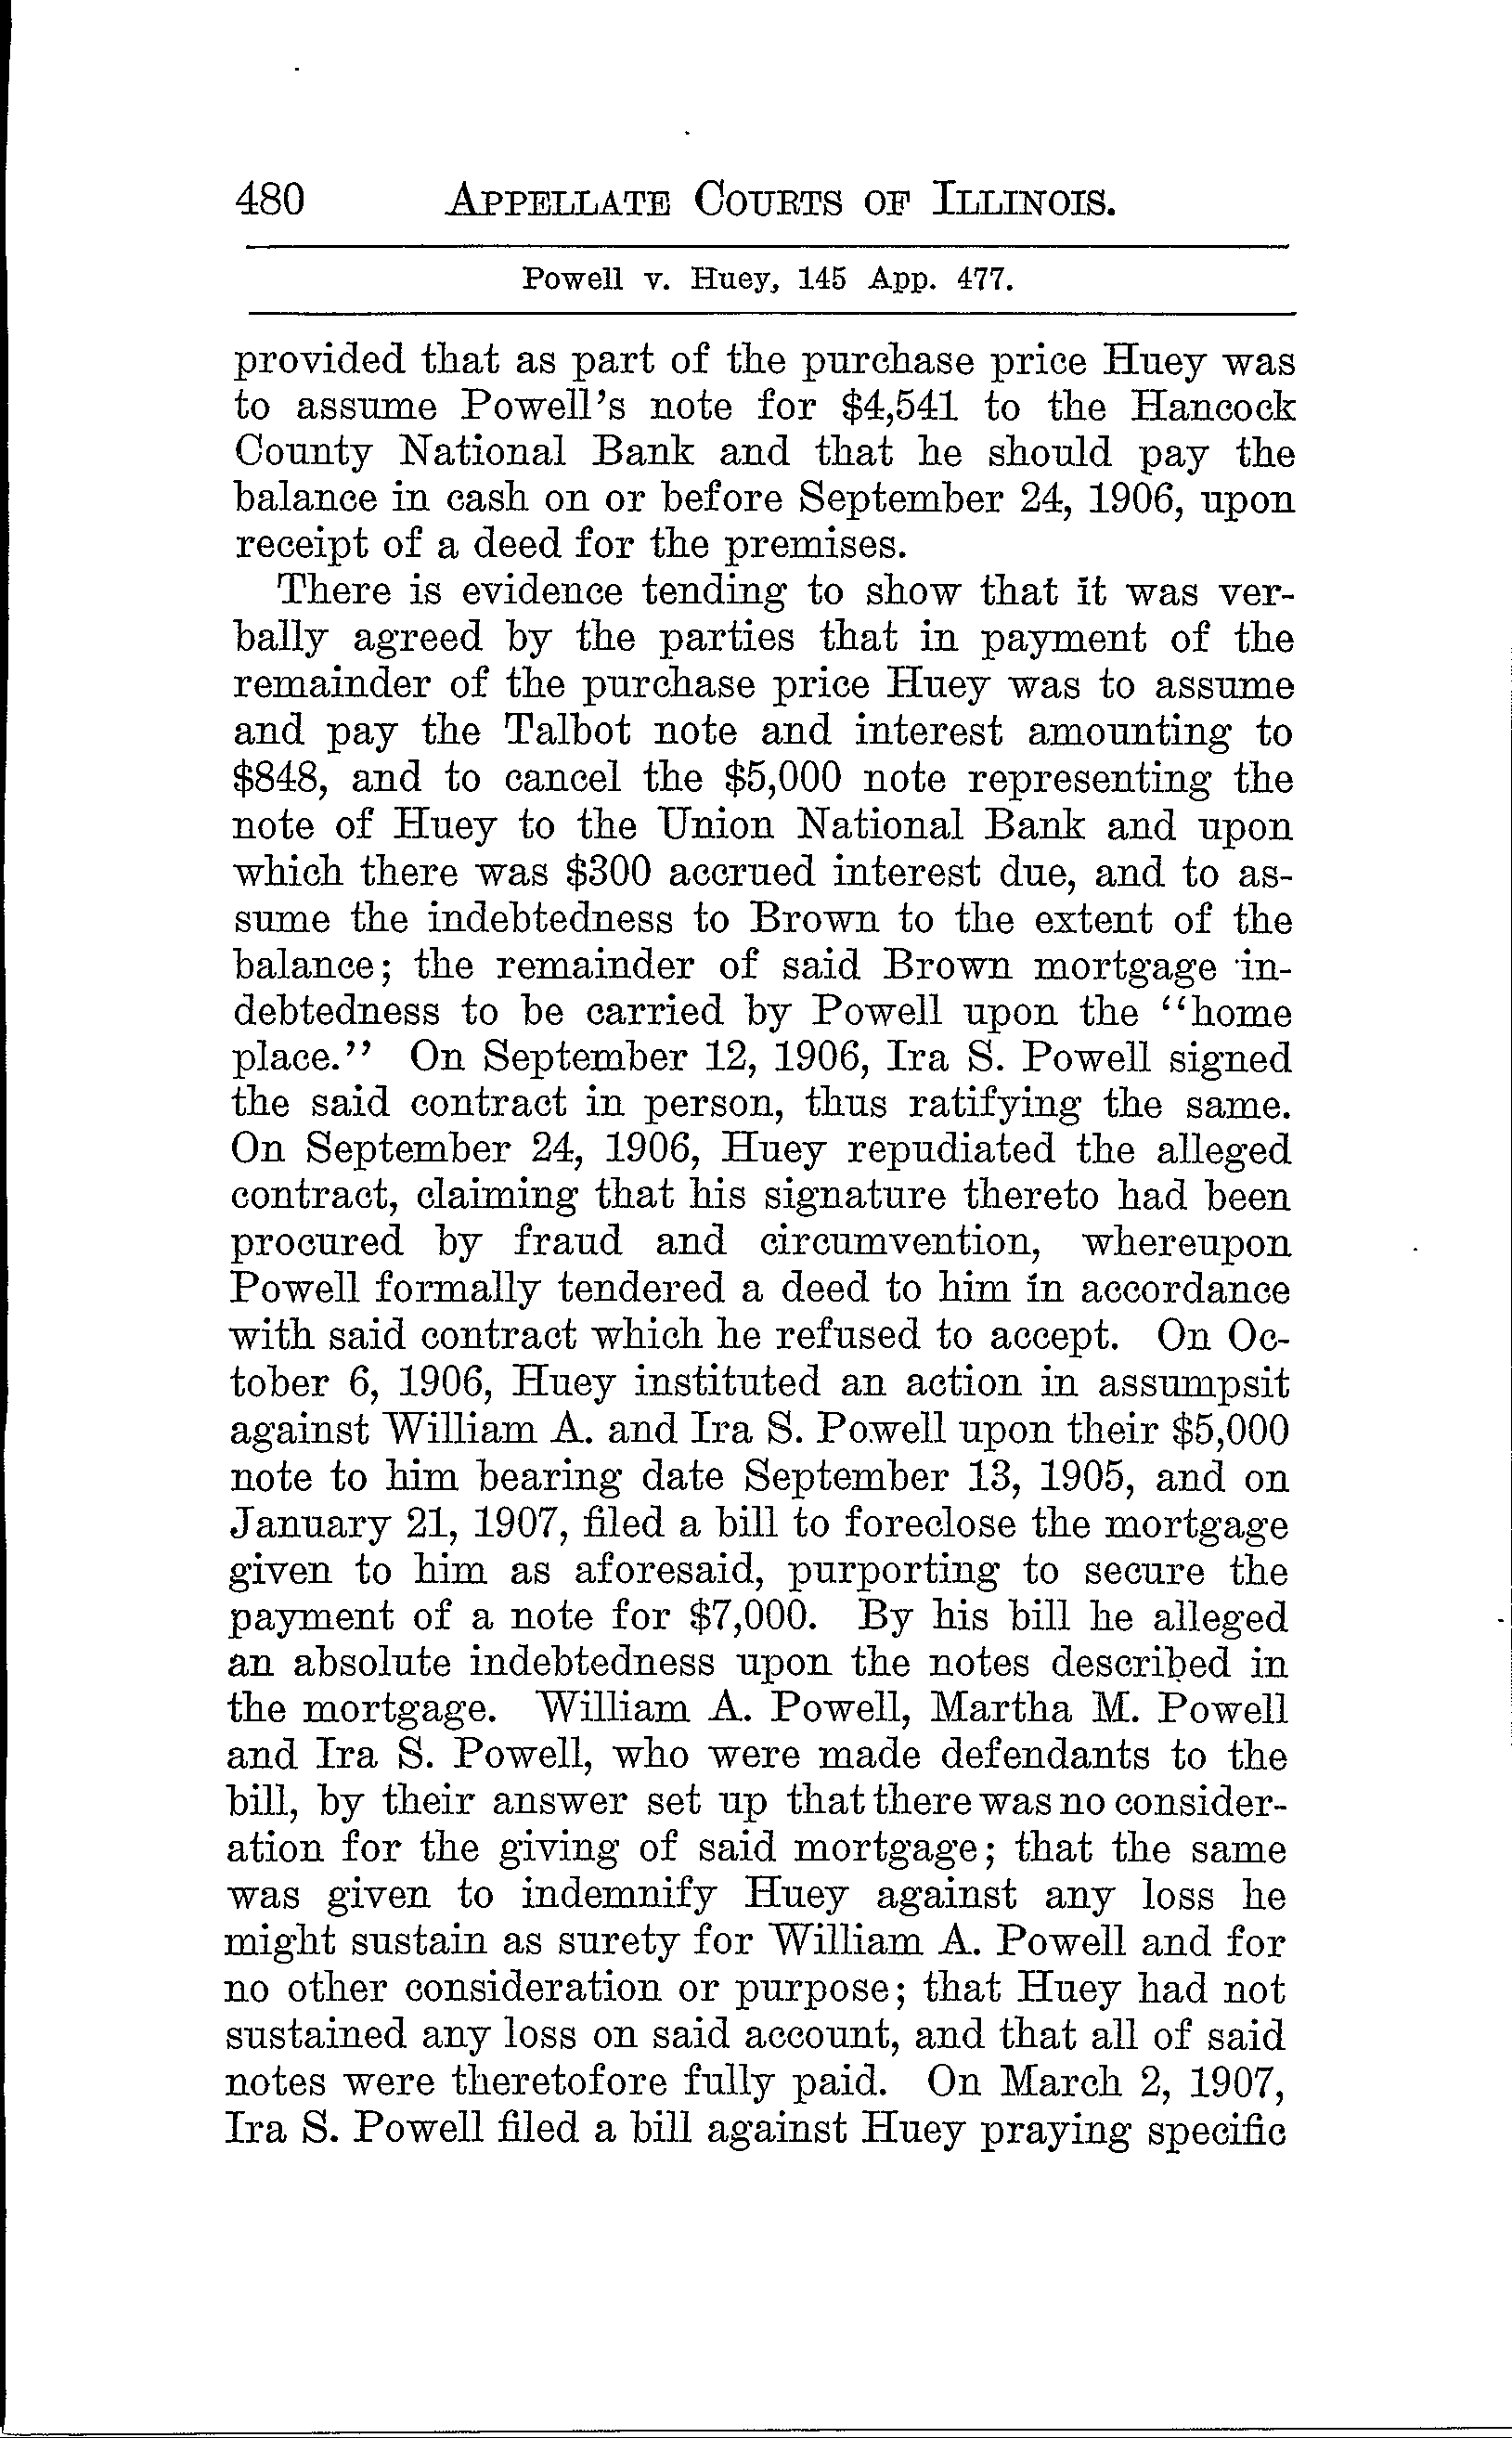 480 APPELLATE COURTS OF ILLINOIS.
Powell v. Huey, 145 App. 477.
provided that as part of the purchase price Huey was
to assume Powell's note for $4,541 to the Hancock
County National Bank and that he should pay the
balance in cash on or before September 24, 1906, upon
receipt of a deed for the premises.
There is evidence tending to show that it was ver-
bally agreed by the parties that in payment of the
remainder of the purchase price Huey was to assume
and pay the Talbot note and interest amounting to
$848, and to cancel the $5,000 note representing the
note of Huey to the Union National Bank and upon
which there was $300 accrued interest due, and to as-
sume the indebtedness to Brown to the extent of the
balance; the remainder of said Brown mortgage in-
debtedness to be carried by Powell upon the "home
place." On September 12, 1906, Ira S. Powell signed
the said contract in person, thus ratifying the same.
On September 24, 1906, Huey repudiated the alleged
contract, claiming that his signature thereto had been
procured by fraud and circumvention, whereupon
Powell formally tendered a deed to him in accordance
with said contract which he refused to accept. On Oc-
tober 6, 1906, Huey instituted an action in assumpsit
against William A. and Ira S. Powell upon their $5,000
note to him bearing date September 13, 1905, and on
January 21, 1907, filed a bill to foreclose the mortgage
given to him as aforesaid, purporting to secure the
payment of a note for $7,000. By his bill he alleged
an absolute indebtedness upon the notes described in
the mortgage. William A. Powell, Martha M. Powell
and Ira S. Powell, who were made defendants to the
bill, by their answer set up that there was no consider-
ation for the giving of said mortgage; that the same
was given to indemnify Huey against any loss he
might sustain as surety for William A. Powell and for
no other consideration or purpose; that Huey had not
sustained any loss on said account, and that all of said
notes were theretofore fully paid. On March 2, 1907,
Ira S. Powell filed a bill against Huey praying specific